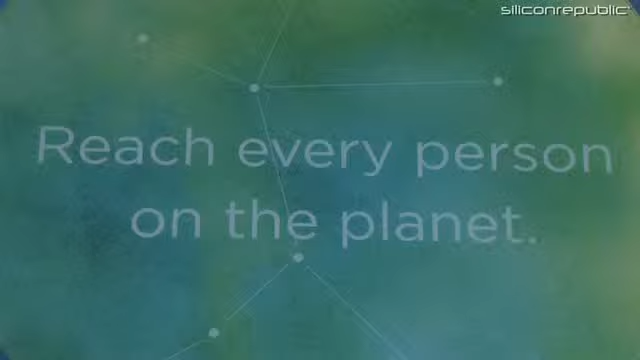 siliconrepublic
Reach every person
on the planet.